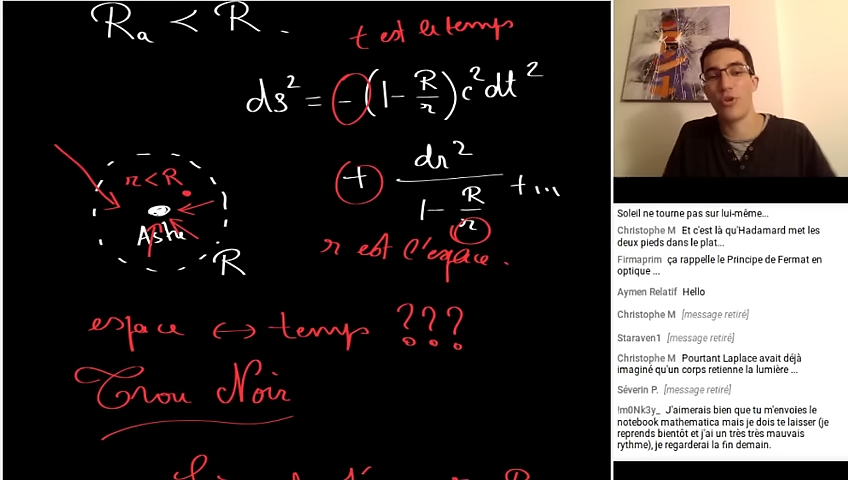 Ra < R.
t est le temps
ds² = - (1 - R/r) c² dt²
+ dr² / (1 - R/r) + ...
r < R
Astre
R
r est l'espace.
espace ↔ temps ???
Trou Noir
Soleil ne tourne pas sur lui-même...
Christophe M Et c'est là qu'Hadamard met les
deux pieds dans le plat...
Firmaprim ça rappelle le Principe de Fermat en
optique ...
Aymen Relatif Hello
Christophe M [message retiré]
Staraven1 [message retiré]
Christophe M Pourtant Laplace avait déjà
imaginé qu'un corps retienne la lumière ...
Séverin P. [message retiré]
!m0Nk3y_ J'aimerais bien que tu m'envoies le
notebook mathematica mais je dois te laisser (je
reprends bientôt et j'ai un très très mauvais
rythme), je regarderai la fin demain.